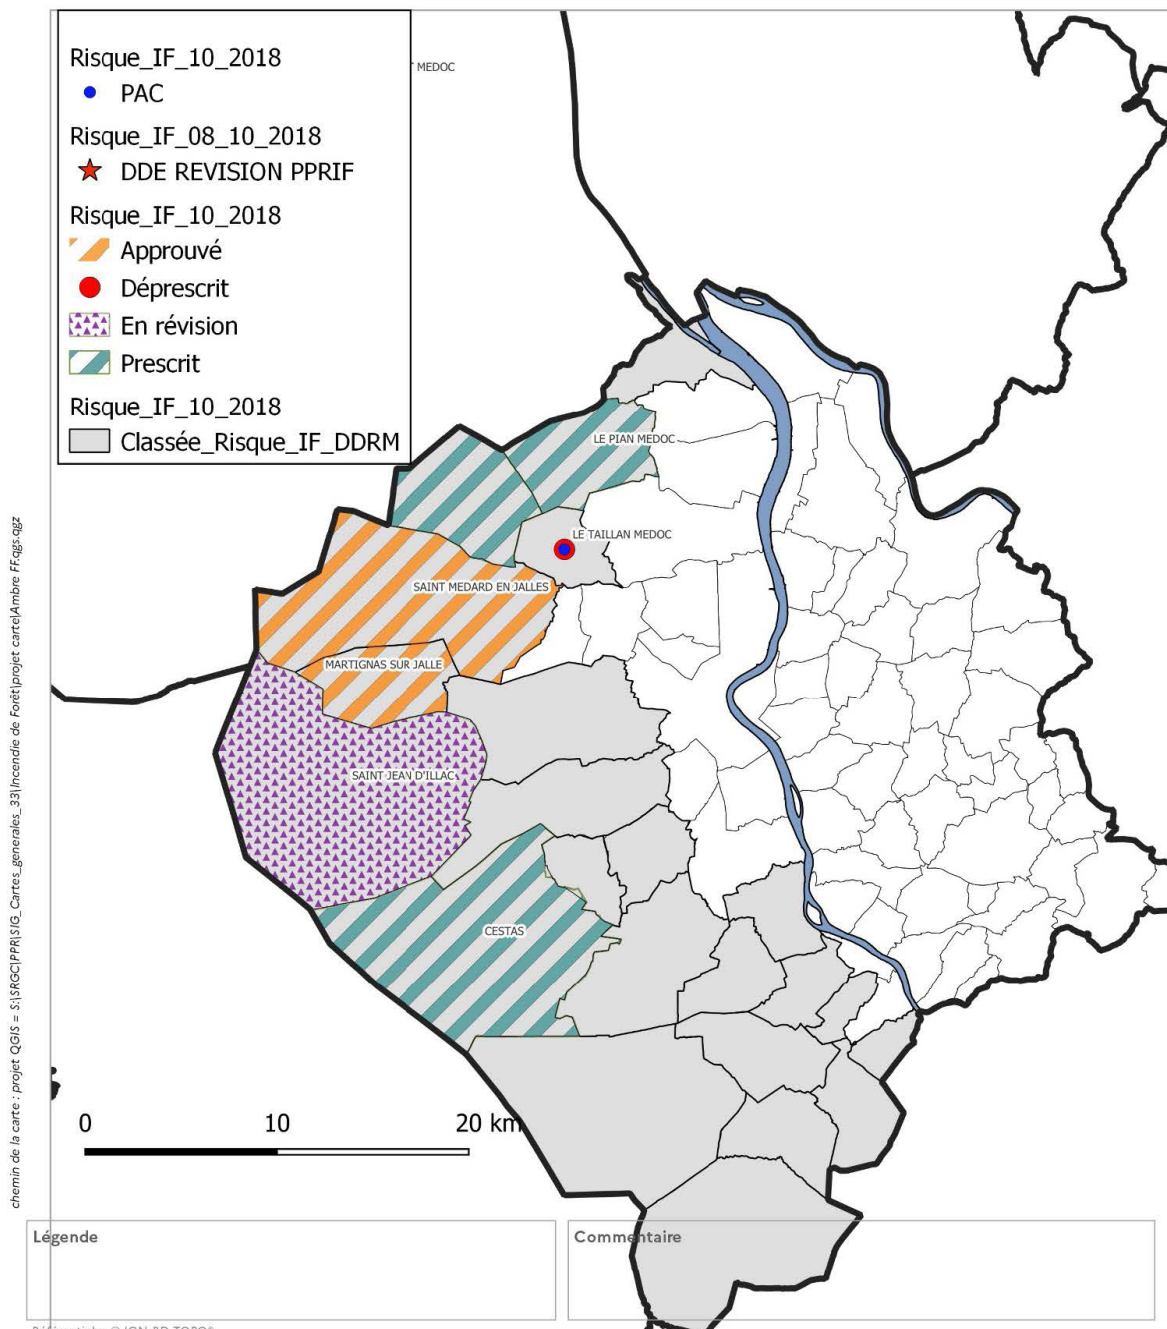 Risque_IF_10_2018
PAC
Risque_IF_08_10_2018
DDE REVISION PPRIF
Risque_IF_10_2018
Approuvé
Déprescrit
En révision
Prescrit
Risque_IF_10_2018
Classée_Risque_IF_DDRM
MEDOC
LE PIAN MEDOC
LE TAILLAN MEDOC
SAINT MEDARD EN JALLES
MARTIGNAS SUR JALLE
SAINT JEAN D'ILLAC
CESTAS
0 10 20 km
chemin de la carte : projet QGIS = S:\SRGC\PPR\SIG_Cartes_generales_33\Incendie de Forêt\projet carte\Ambre FF.qgs.qgz
Légende
Commentaire